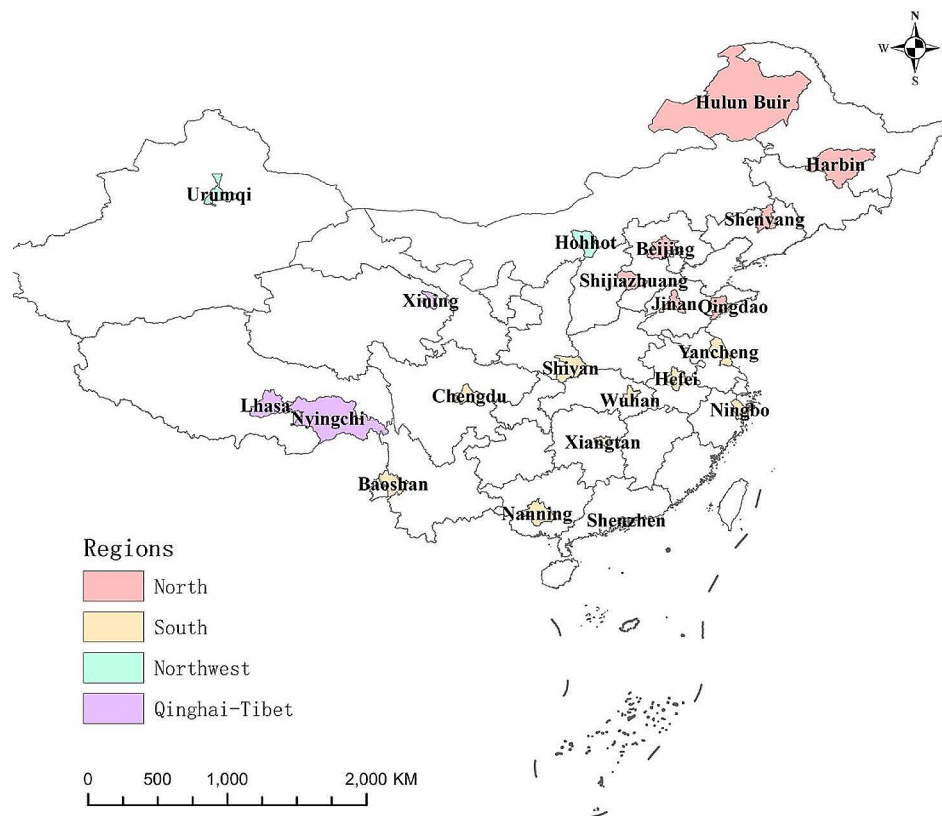 N
W E
S
Hulun Buir
Harbin
Urumqi
Shenyang
Hohhot
Beijing
Shijiazhuang
Xining
Jinan
Qingdao
Yancheng
Shiyan
Hefei
Chengdu
Wuhan
Lhasa
Ningbo
Nyingchi
Xiangtan
Baoshan
Nanning
Shenzhen
Regions
North
South
Northwest
Qinghai-Tibet
0 500 1,000 2,000 KM